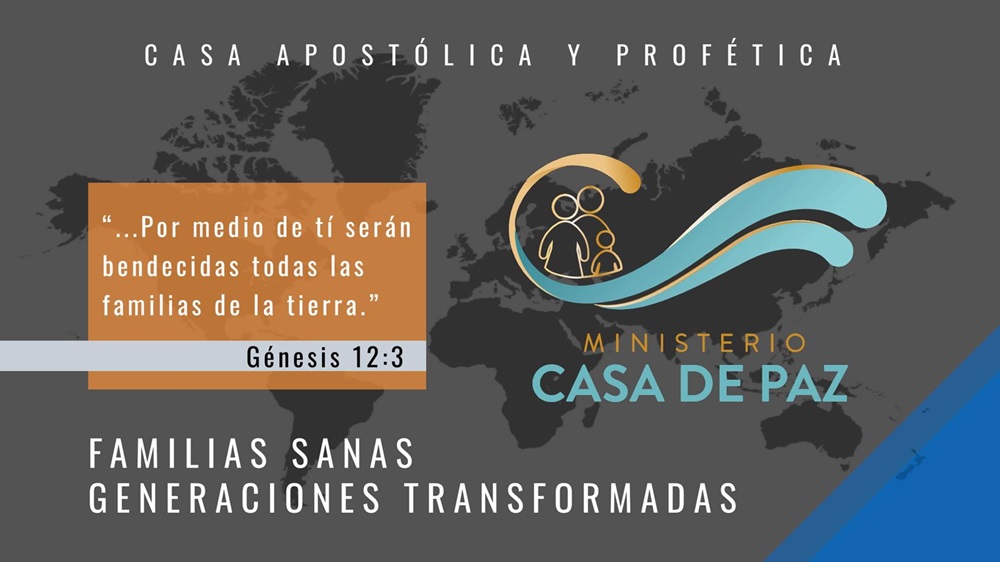 CASA APOSTÓLICA Y PROFÉTICA
“...Por medio de tí serán
bendecidas todas las
familias de la tierra.”
Génesis 12:3
MINISTERIO
CASA DE PAZ
FAMILIAS SANAS
GENERACIONES TRANSFORMADAS